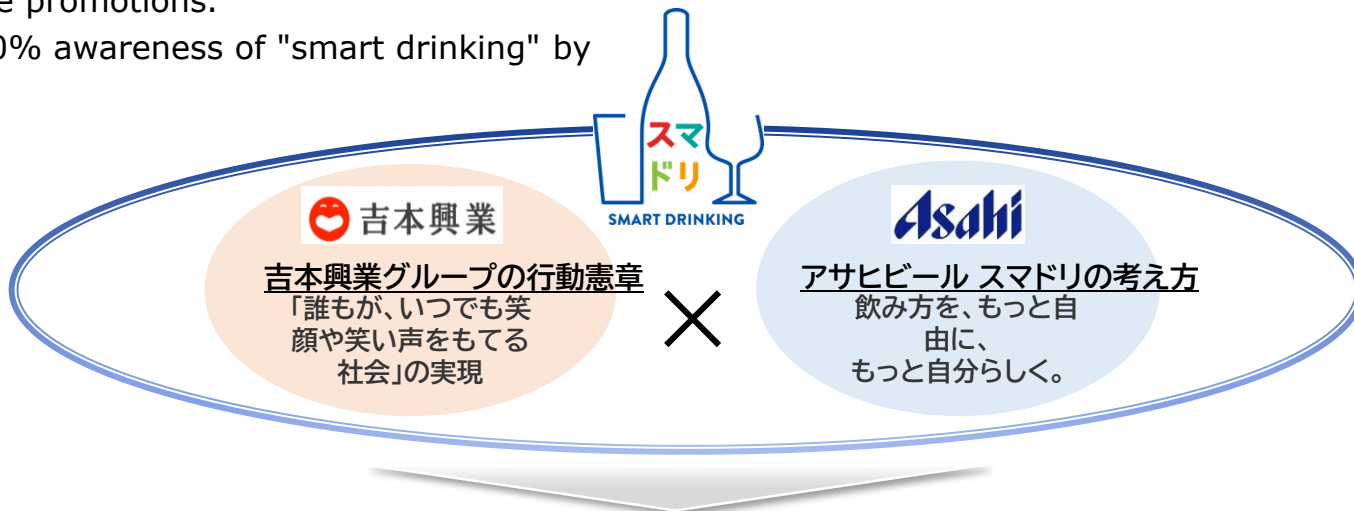 e promotions.
0% awareness of "smart drinking" by
スマ
ドリ
SMART DRINKING
吉本興業
Asahi
吉本興業グループの行動憲章
「誰もが、いつでも笑
顔や笑い声をもてる
社会」の実現
×
アサヒビール スマドリの考え方
飲み方を、もっと自
由に、
もっと自分らしく。